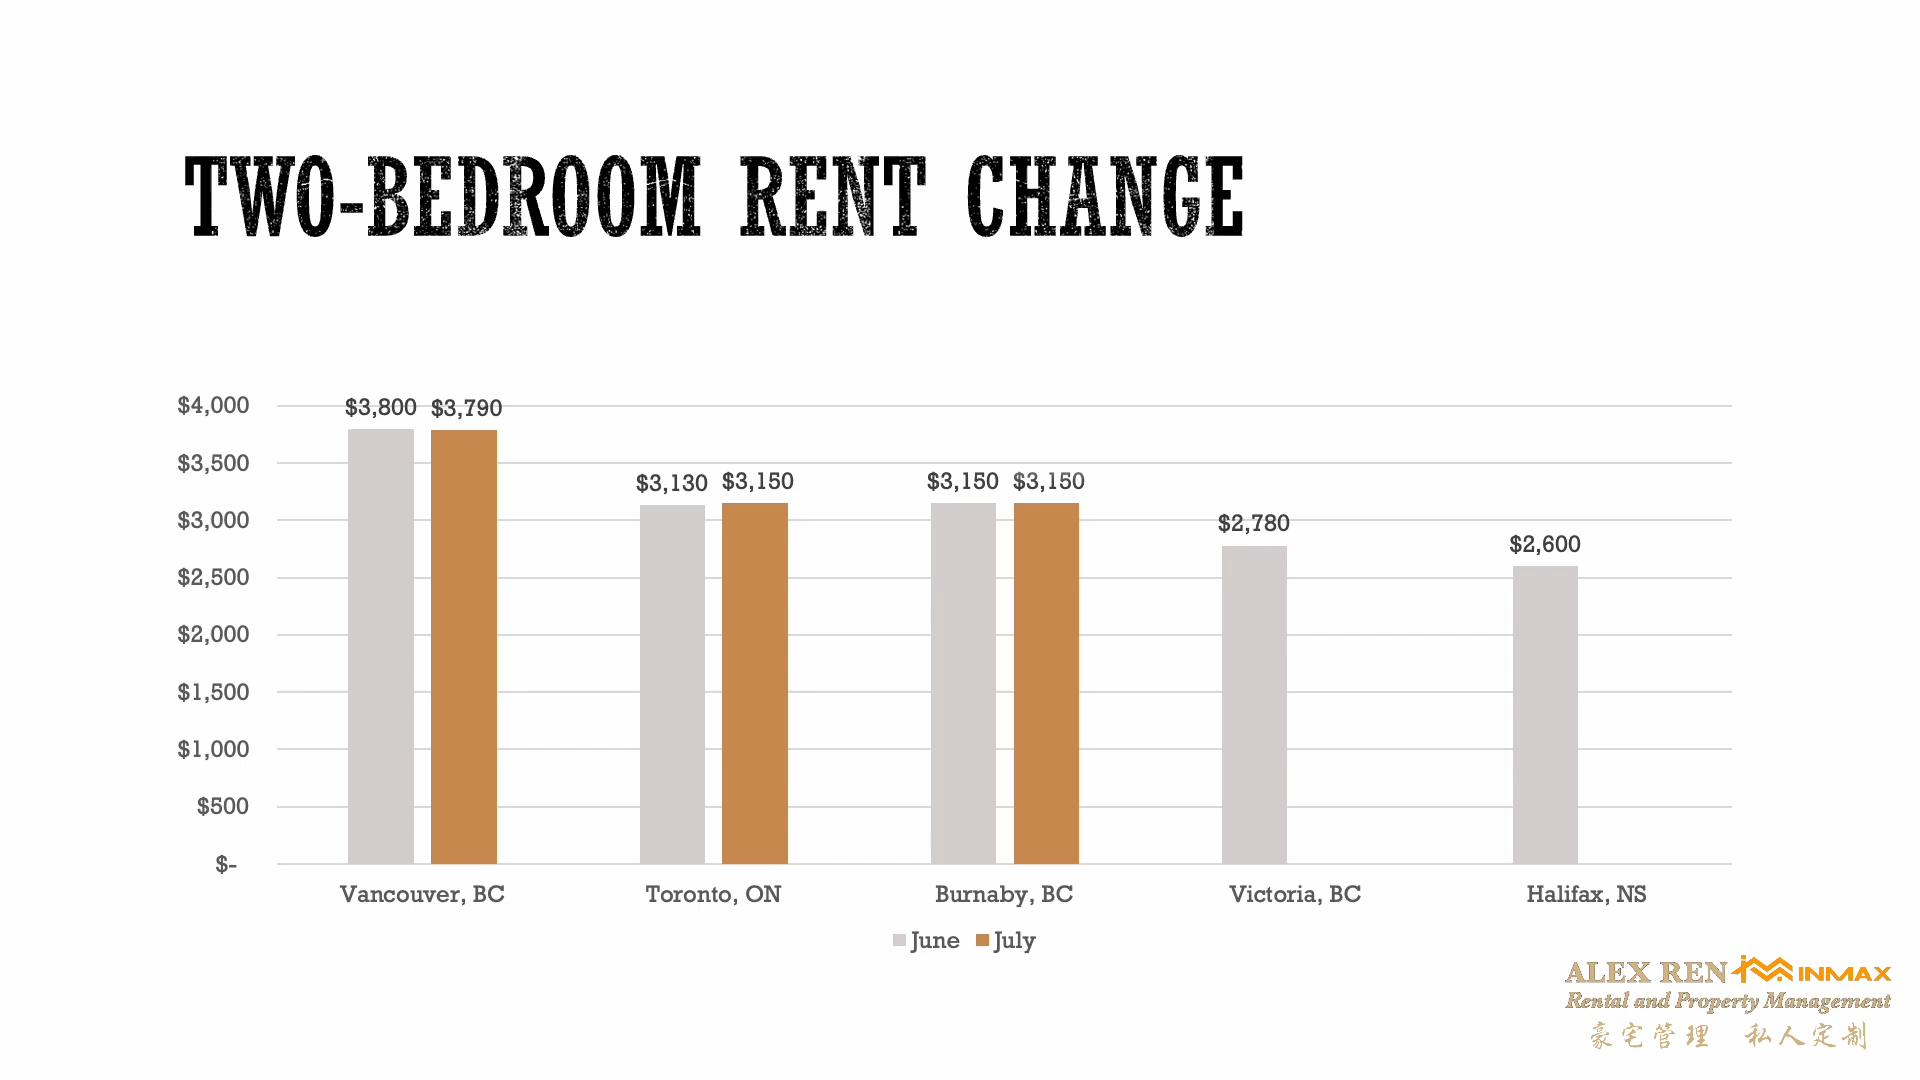 TWO-BEDROOM RENT CHANGE
$4,000
$3,500
$3,000
$2,500
$2,000
$1,500
$1,000
$500
$-
$3,800 $3,790
$3,130 $3,150
$3,150 $3,150
$2,780
$2,600
Vancouver, BC
Toronto, ON
Burnaby, BC
Victoria, BC
Halifax, NS
June July
ALEX REN INMAX
Rental and Property Management
豪宅管理 私人定制